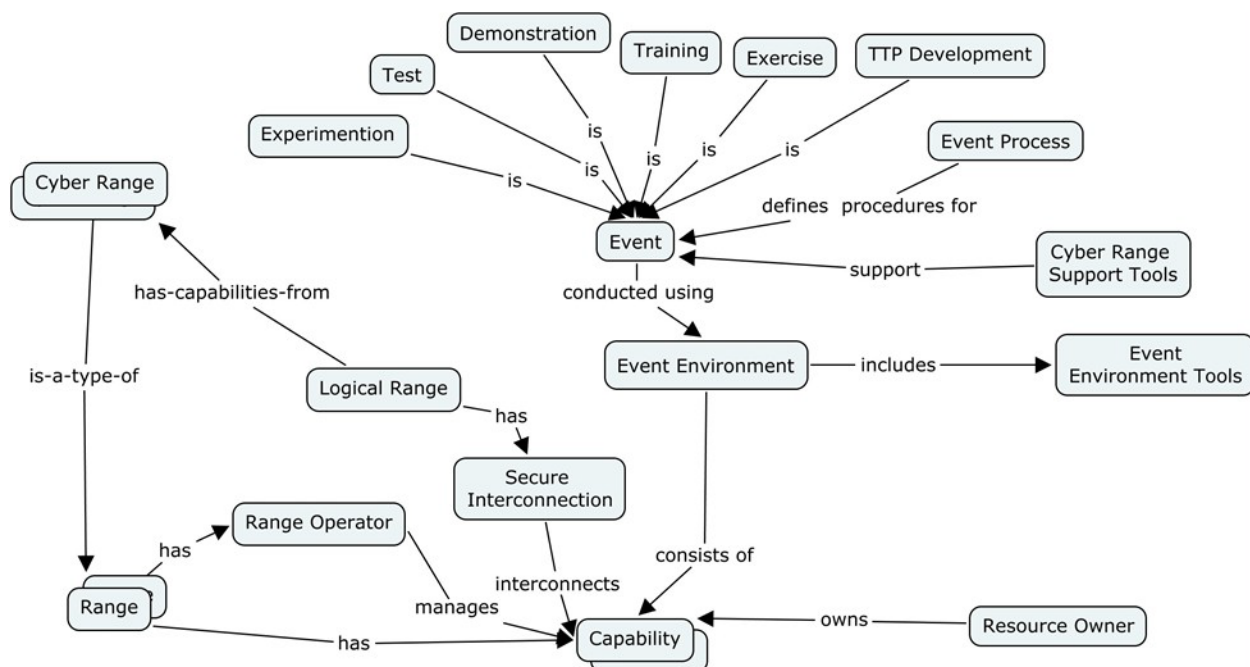 Demonstration
Training
Exercise
TTP Development
Test
Experimention
Event Process
is
is
is
is
is
is
Cyber Range
defines procedures for
Event
Cyber Range
Support Tools
support
has-capabilities-from
conducted using
Event Environment
includes
Event
Environment Tools
is-a-type-of
Logical Range
has
Secure
Interconnection
Range Operator
has
consists of
interconnects
manages
Range
has
Capability
owns
Resource Owner